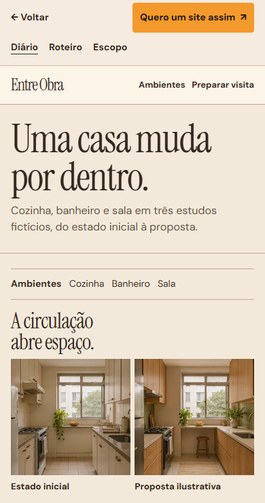 ← Voltar
Quero um site assim ↗
Diário Roteiro Escopo
Entre Obra
Ambientes Preparar visita
Uma casa muda
por dentro.
Cozinha, banheiro e sala em três estudos
fictícios, do estado inicial à proposta.
Ambientes Cozinha Banheiro Sala
A circulação
abre espaço.
Estado inicial
Proposta ilustrativa